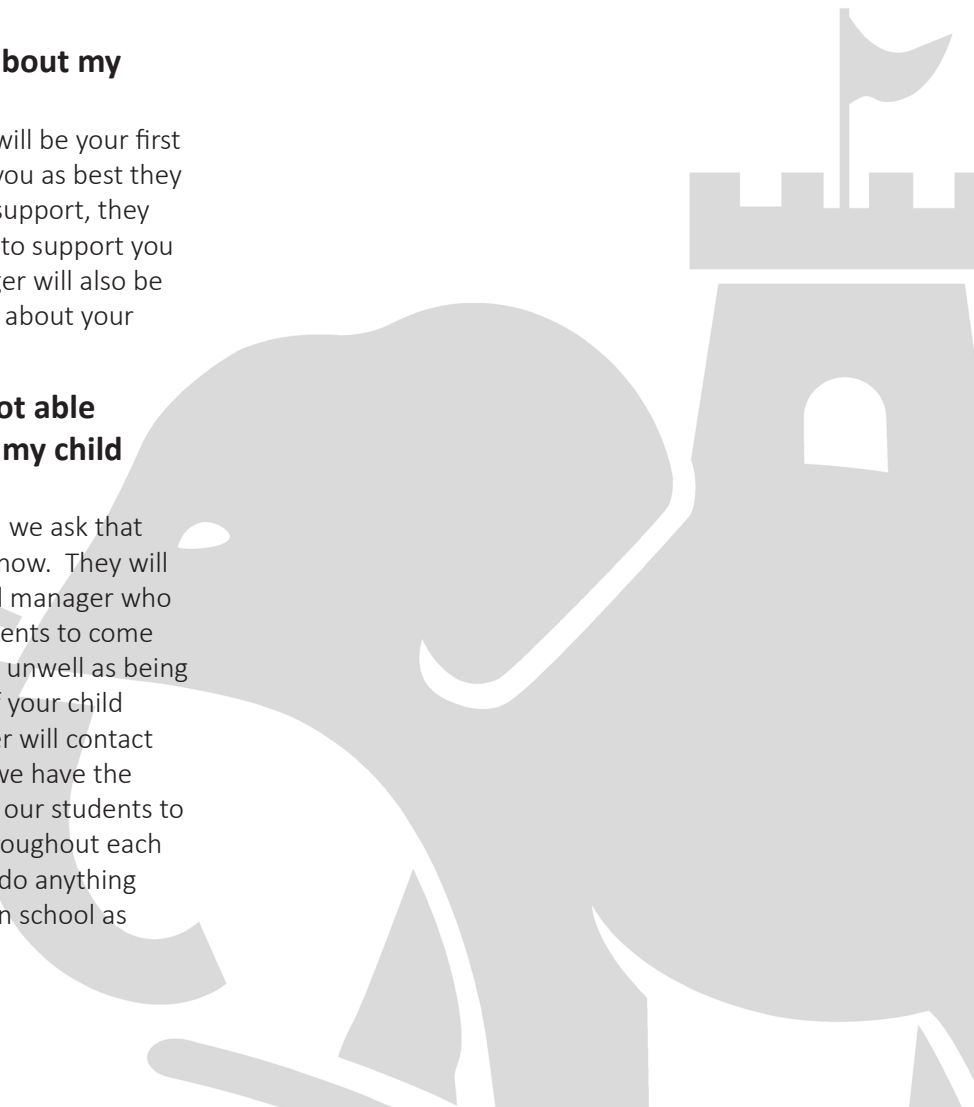 bout my
will be your first
you as best they
support, they
to support you
ger will also be
about your
ot able
my child
we ask that
now. They will
manager who
ents to come
unwell as being
your child
er will contact
we have the
our students to
oughout each
do anything
n school as